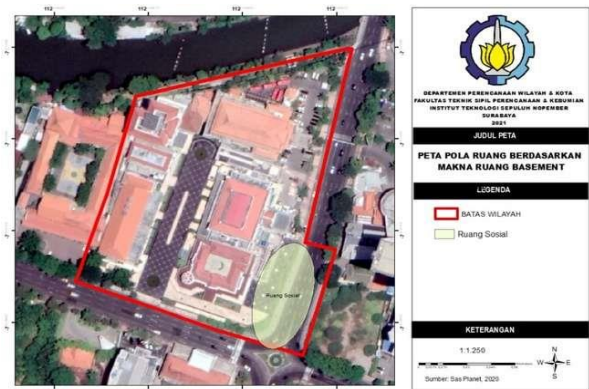 112
112
112
112
Ruang Sosial
DEPARTEMEN PERENCANAAN WILAYAH & KOTA
FAKULTAS TEKNIK SIPIL PERENCANAAN & KEBUMIAN
INSTITUT TEKNOLOGI SEPULUH NOPEMBER
SURABAYA
2021
JUDUL PETA
PETA POLA RUANG BERDASARKAN
MAKNA RUANG BASEMENT
LEGENDA
BATAS WILAYAH
Ruang Sosial
KETERANGAN
1:1.250
N
W E
S
Sumber: Sas Planet, 2020